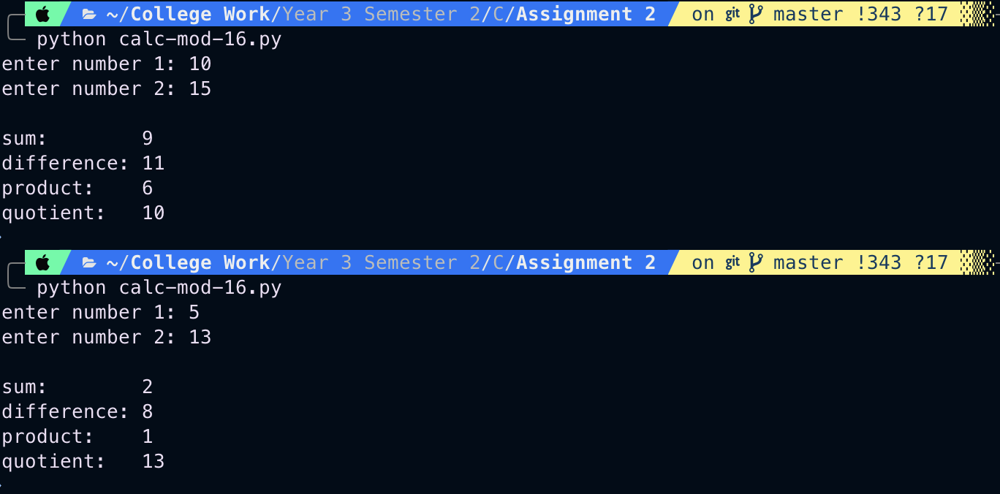 ~/College Work/Year 3 Semester 2/C/Assignment 2 on git master !343 ?17
python calc-mod-16.py
enter number 1: 10
enter number 2: 15
sum: 9
difference: 11
product: 6
quotient: 10
~/College Work/Year 3 Semester 2/C/Assignment 2 on git master !343 ?17
python calc-mod-16.py
enter number 1: 5
enter number 2: 13
sum: 2
difference: 8
product: 1
quotient: 13